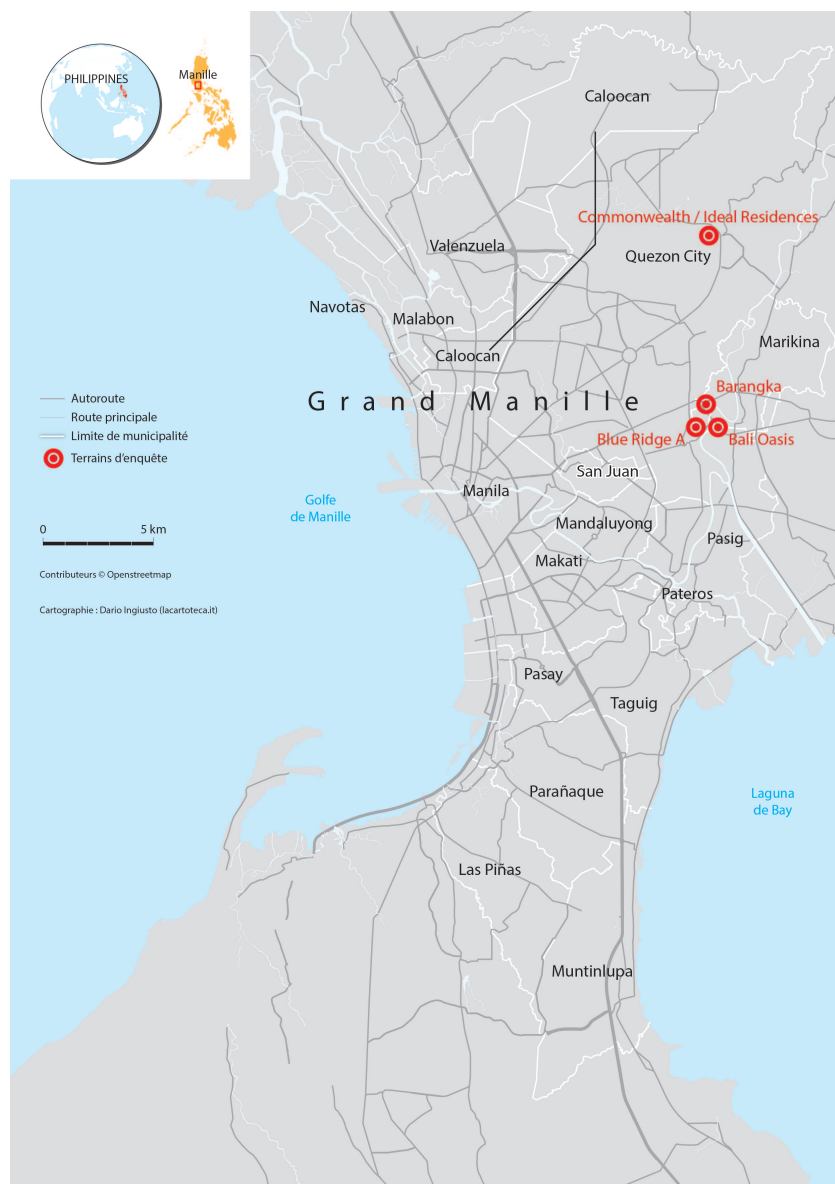 PHILIPPINES
Manille
Caloocan
Commonwealth / Ideal Residences
Valenzuela
Quezon City
Navotas
Malabon
Marikina
Caloocan
Barangka
Grand Manille
Autoroute
Route principale
Limite de municipalité
Terrains d'enquête
Blue Ridge A
Bali Oasis
San Juan
Manila
Golfe
de Manille
Mandaluyong
0 5 km
Pasig
Makati
Contributeurs © Openstreetmap
Pateros
Cartographie : Dario Ingiusto (lacartoteca.it)
Pasay
Taguig
Parañaque
Laguna
de Bay
Las Piñas
Muntinlupa